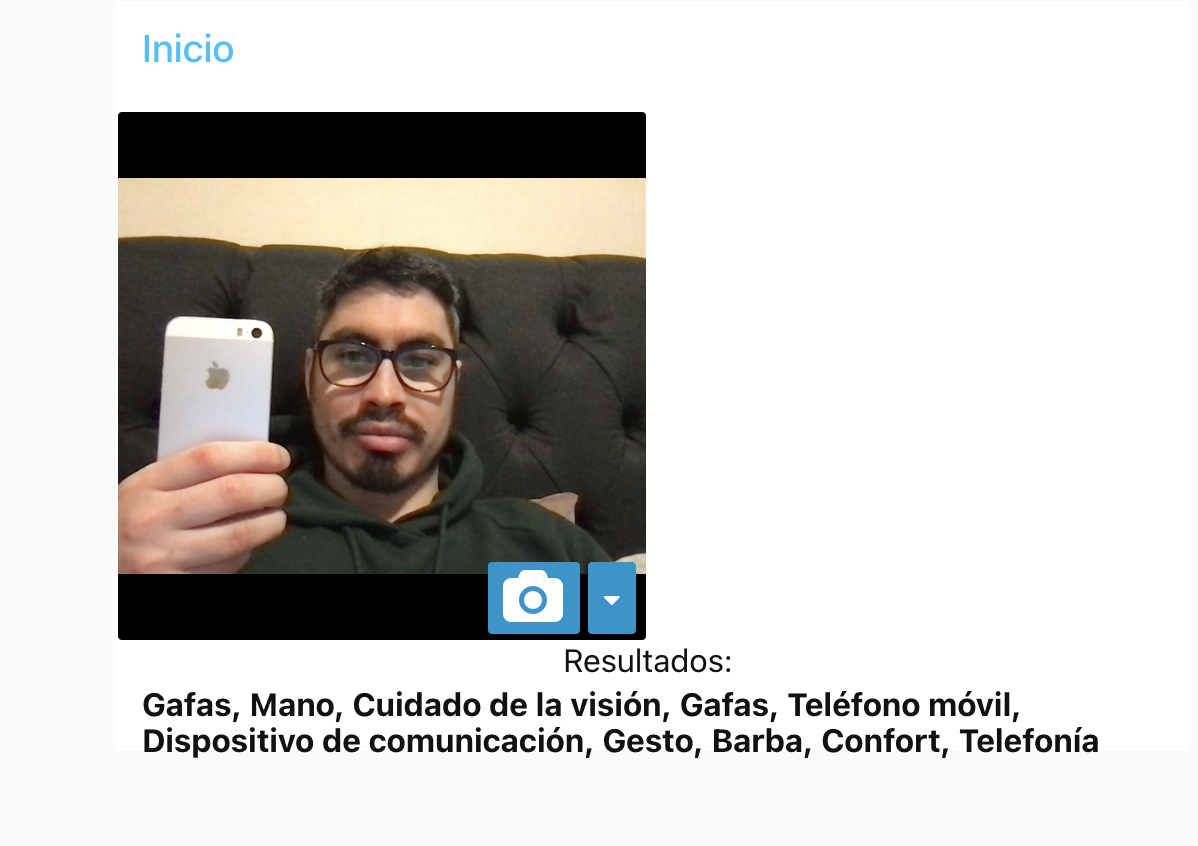 Inicio
Resultados:
Gafas, Mano, Cuidado de la visión, Gafas, Teléfono móvil,
Dispositivo de comunicación, Gesto, Barba, Confort, Telefonía